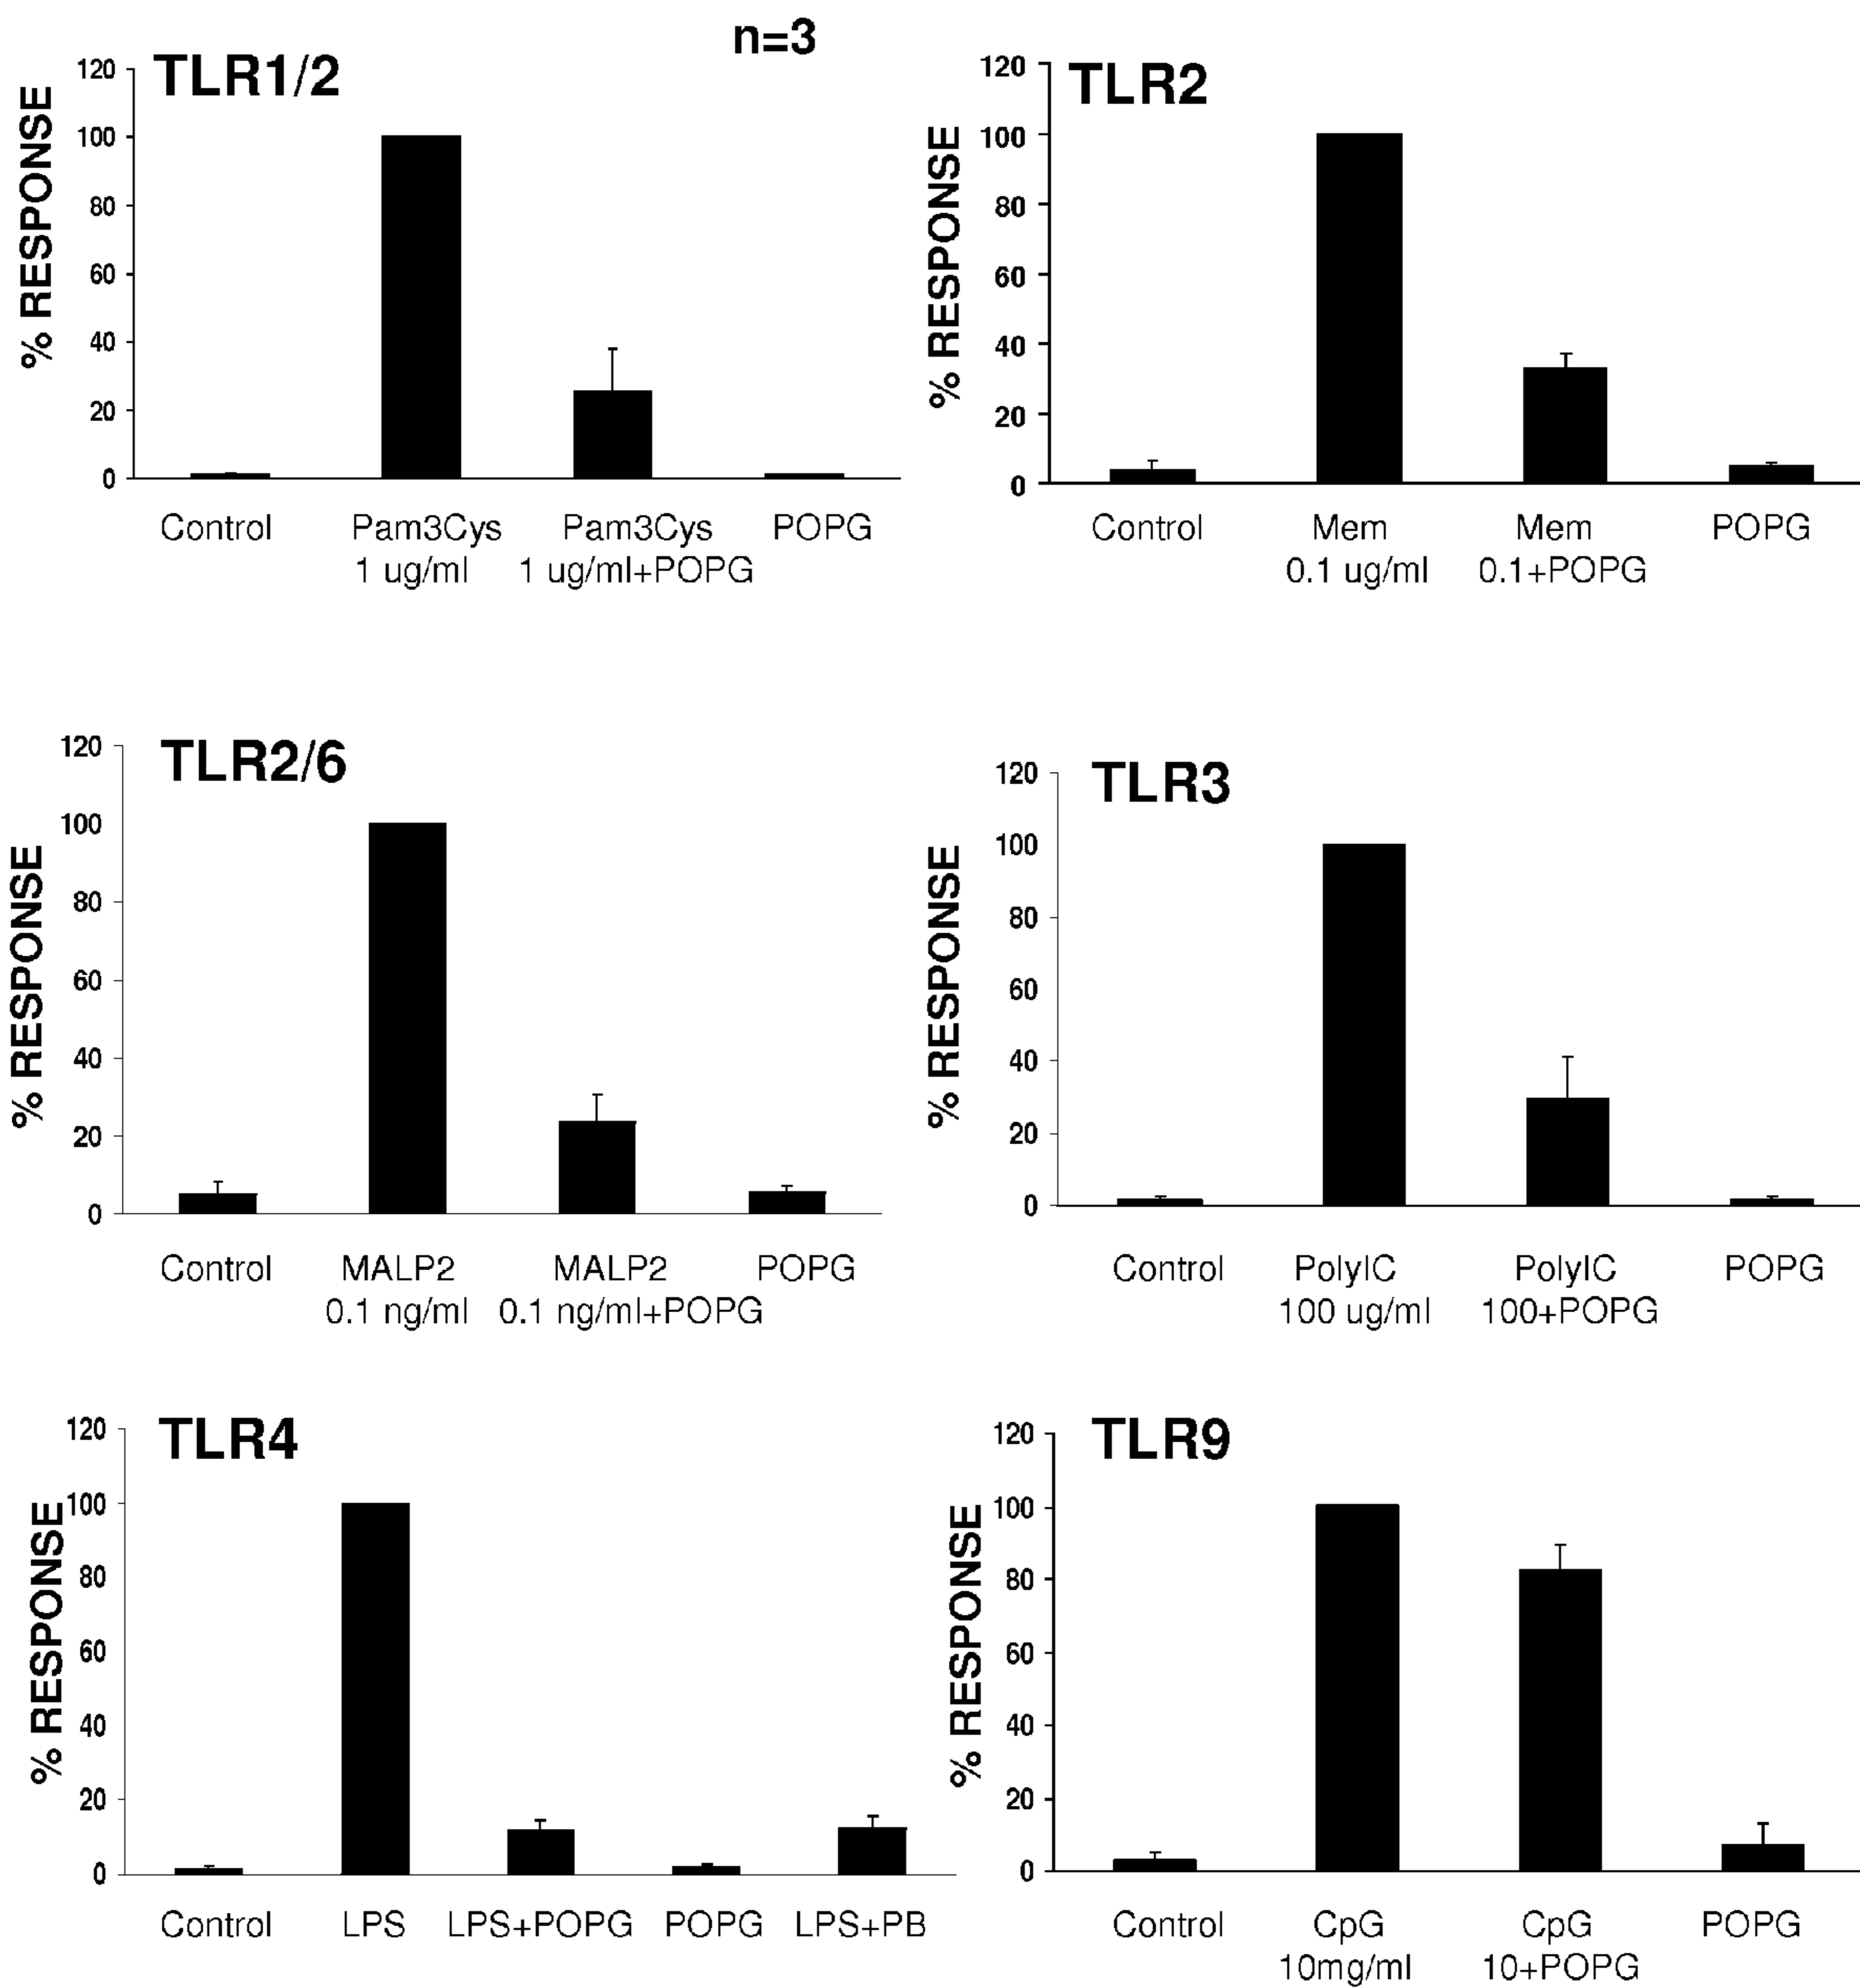 n=3
TLR1/2
% RESPONSE
120
100
80
60
40
20
0
Control
Pam3Cys
1 ug/ml
Pam3Cys
1 ug/ml+POPG
POPG
TLR2
% RESPONSE
120
100
80
60
40
20
0
Control
Mem
0.1 ug/ml
Mem
0.1+POPG
POPG
TLR2/6
% RESPONSE
120
100
80
60
40
20
0
Control
MALP2
0.1 ng/ml
MALP2
0.1 ng/ml+POPG
POPG
TLR3
% RESPONSE
120
100
80
60
40
20
0
Control
PolyIC
100 ug/ml
PolyIC
100+POPG
POPG
TLR4
% RESPONSE
120
100
80
60
40
20
0
Control
LPS
LPS+POPG
POPG
LPS+PB
TLR9
% RESPONSE
120
100
80
60
40
20
0
Control
CpG
10mg/ml
CpG
10+POPG
POPG